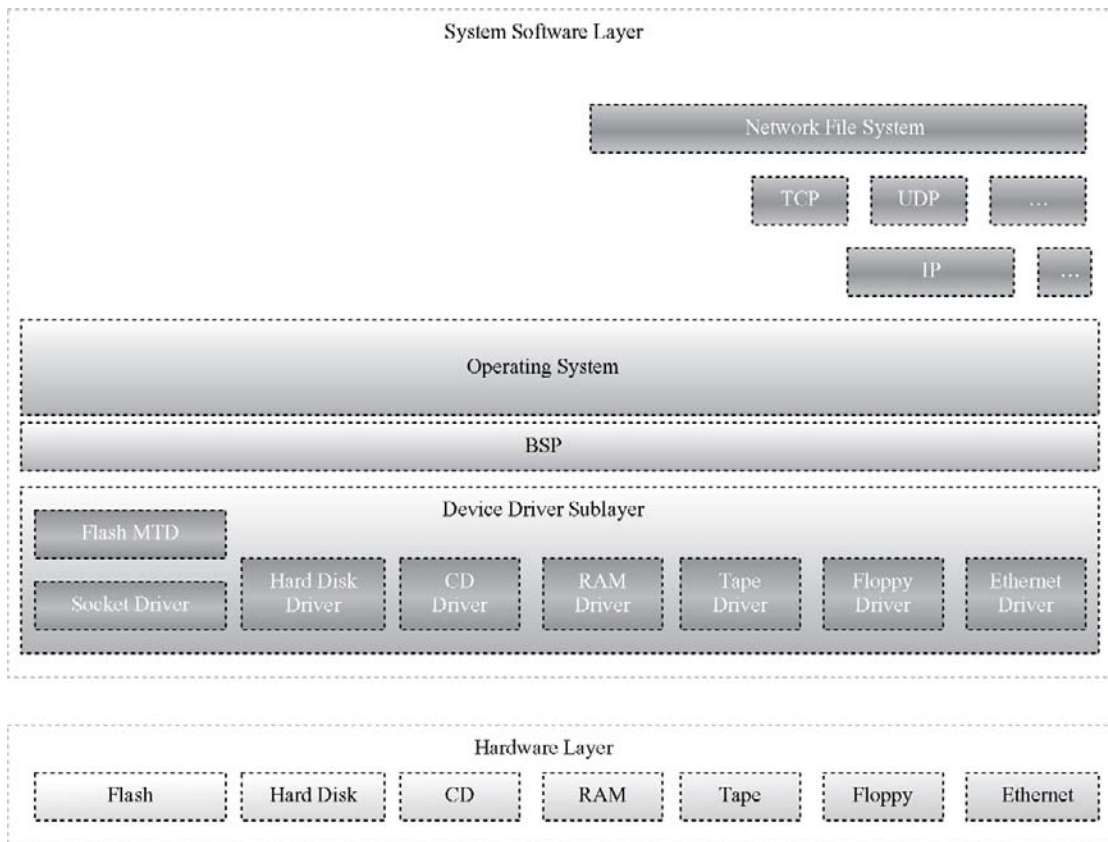 System Software Layer
Network File System
TCP
UDP
...
IP
...
Operating System
BSP
Device Driver Sublayer
Flash MTD
Socket Driver
Hard Disk
Driver
CD
Driver
RAM
Driver
Tape
Driver
Floppy
Driver
Ethernet
Driver
Hardware Layer
Flash
Hard Disk
CD
RAM
Tape
Floppy
Ethernet